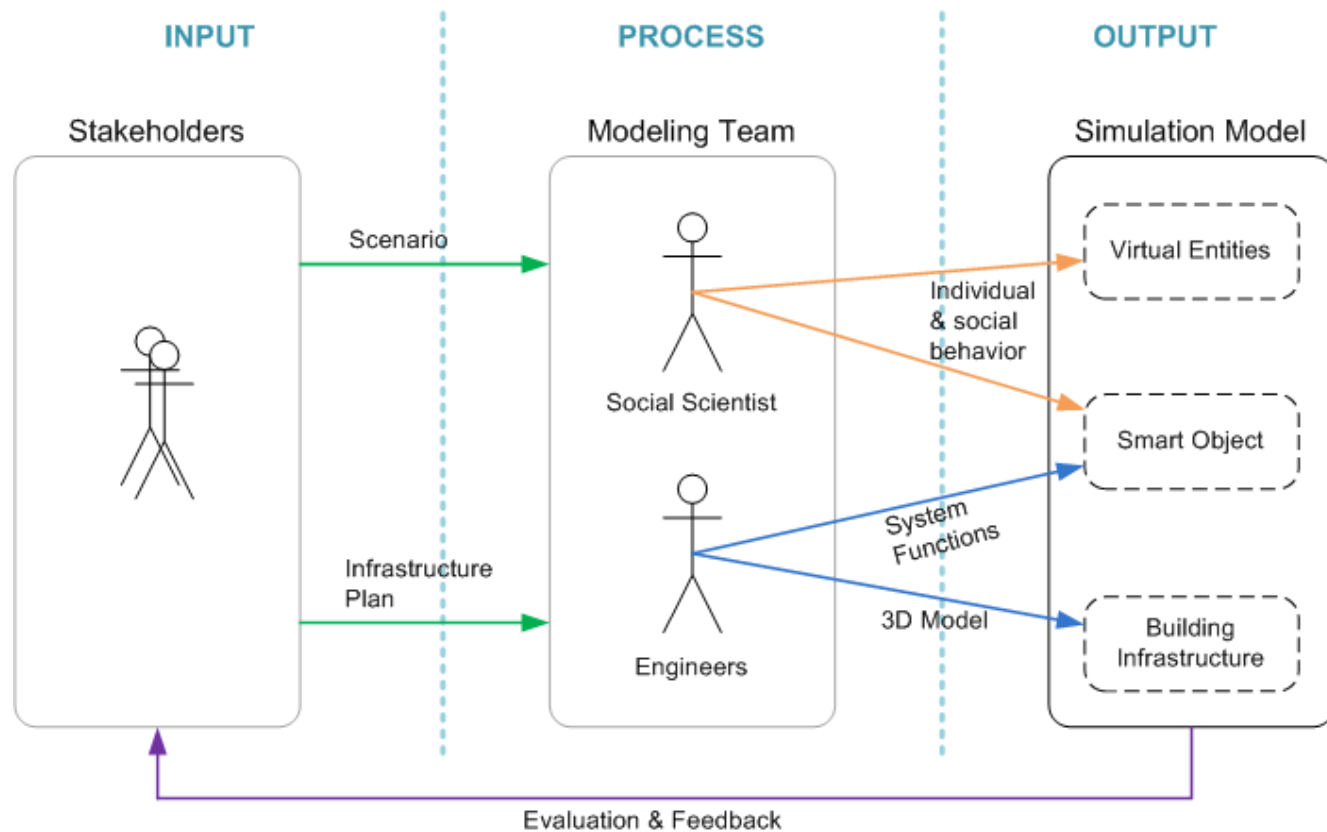 INPUT
PROCESS
OUTPUT
Stakeholders
Modeling Team
Simulation Model
Scenario
Infrastructure
Plan
Social Scientist
Engineers
Individual
& social
behavior
System
Functions
3D Model
Virtual Entities
Smart Object
Building
Infrastructure
Evaluation & Feedback